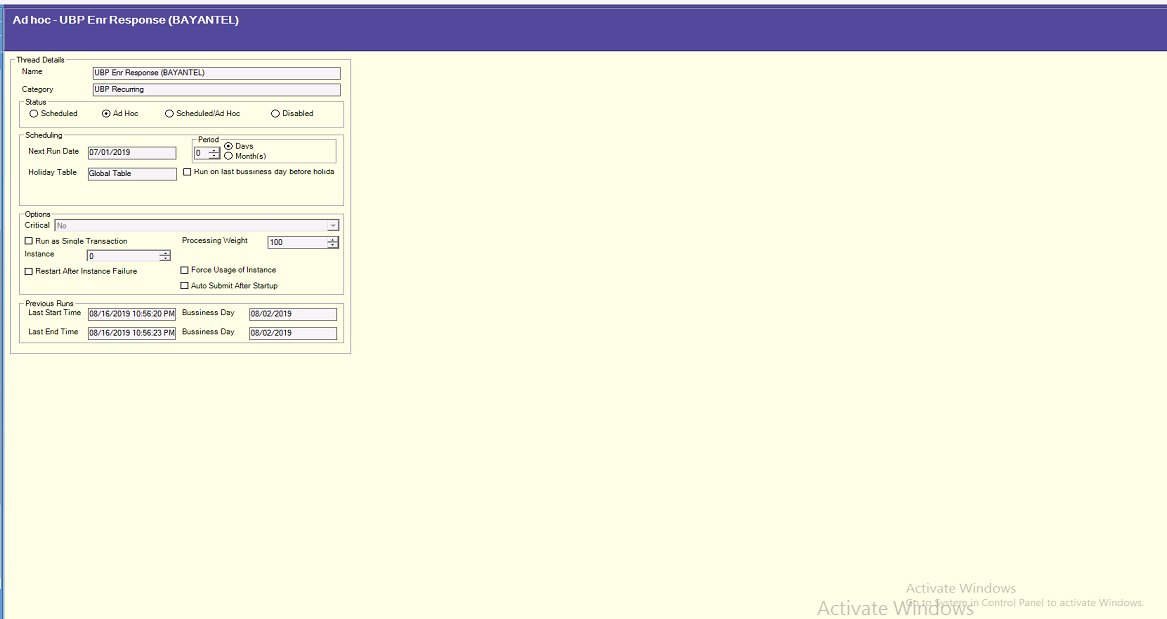 Ad hoc - UBP Enr Response (BAYANTEL)
Thread Details
Name UBP Enr Response (BAYANTEL)
Category UBP Recurring
Status
Scheduled Ad Hoc Scheduled/Ad Hoc Disabled
Scheduling
Period
Next Run Date 07/01/2019 0 Days
Month(s)
Holiday Table Global Table Run on last bussiness day before holida
Options
Critical No
Run as Single Transaction Processing Weight 100
Instance 0
Restart After Instance Failure Force Usage of Instance
Auto Submit After Startup
Previous Runs
Last Start Time 08/16/2019 10:56:20 PM Bussiness Day 08/02/2019
Last End Time 08/16/2019 10:56:23 PM Bussiness Day 08/02/2019
Activate Windows
Go to System in Control Panel to activate Windows.
Activate Windows